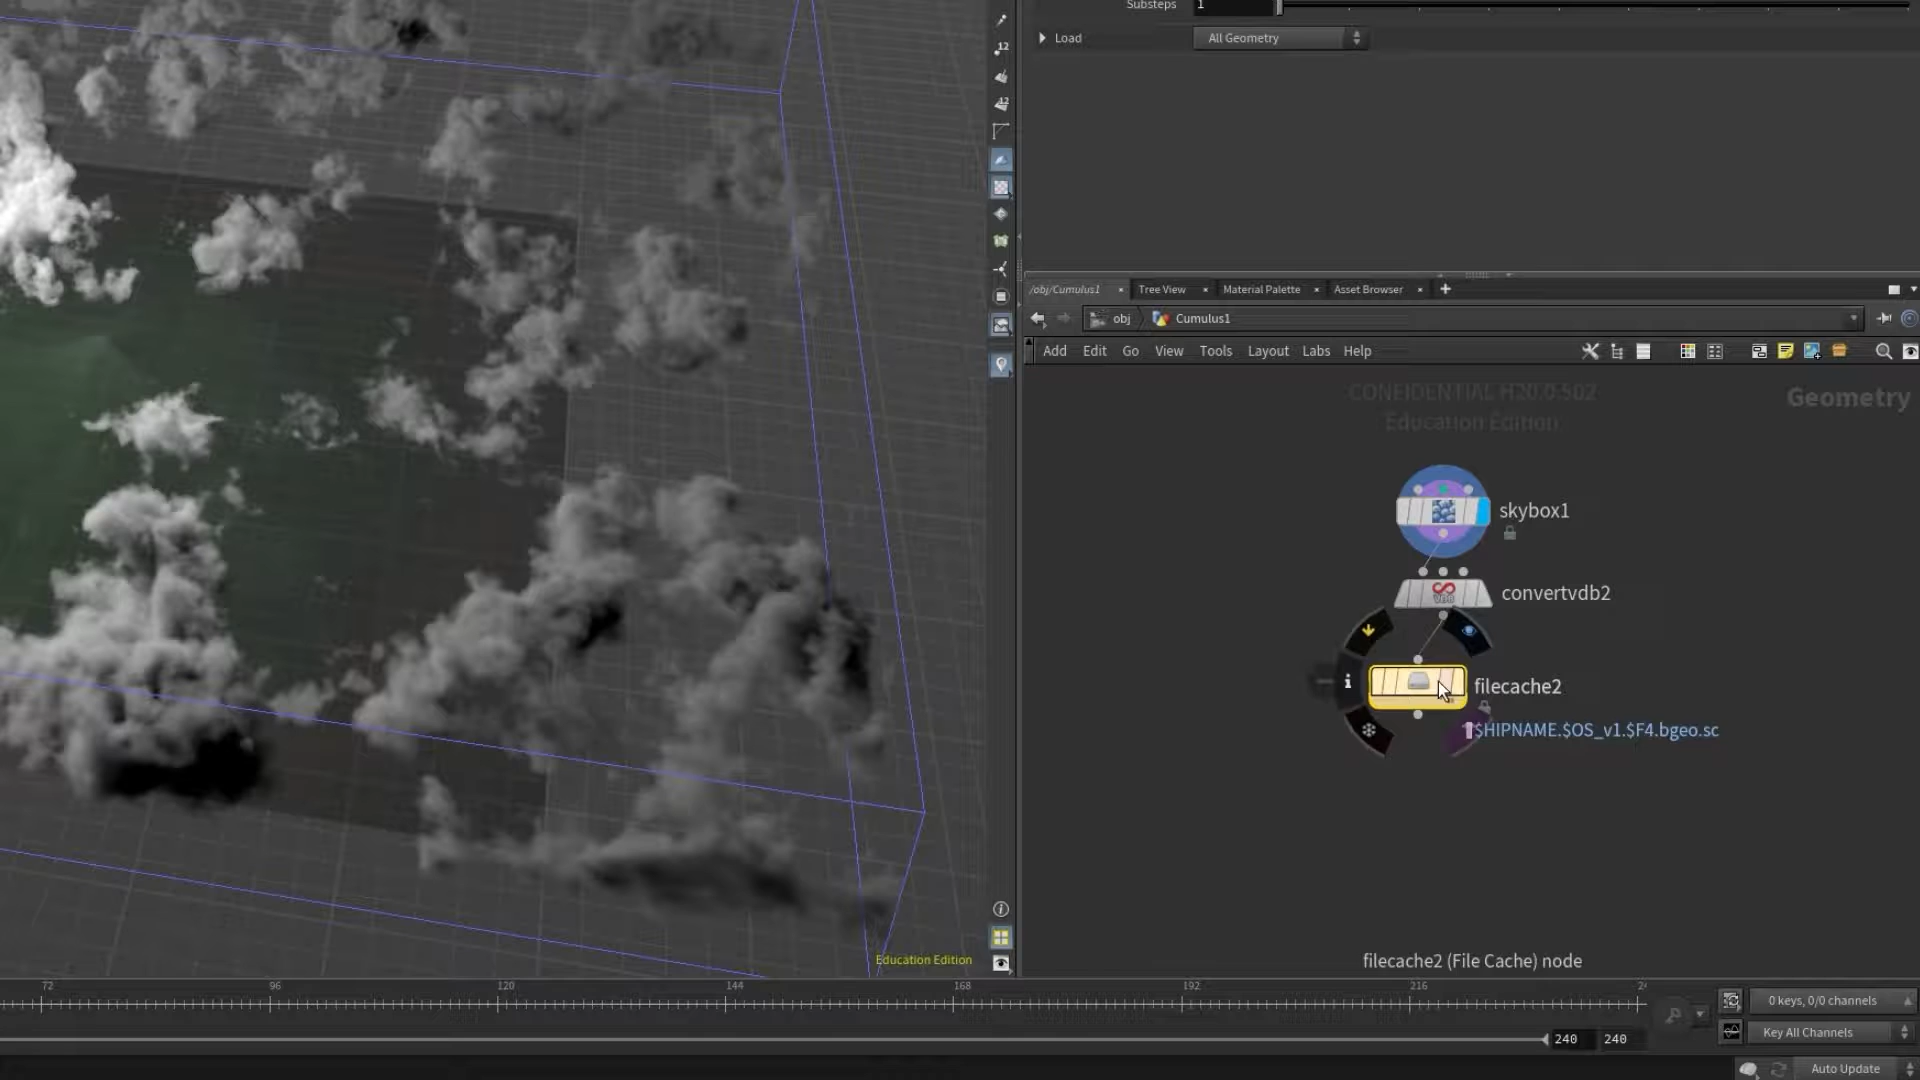 Substeps 1
Load All Geometry
12
12
/obj/Cumulus1 × Tree View × Material Palette × Asset Browser × +
obj Cumulus1
Add Edit Go View Tools Layout Labs Help
CONFIDENTIAL H20.0.502
Education Edition
Geometry
skybox1
convertvdb2
filecache2
$HIPNAME.$OS_v1.$F4.bgeo.sc
Education Edition
filecache2 (File Cache) node
72 96 120 144 168 192 216
0 keys, 0/0 channels
240 240
Key All Channels
Auto Update